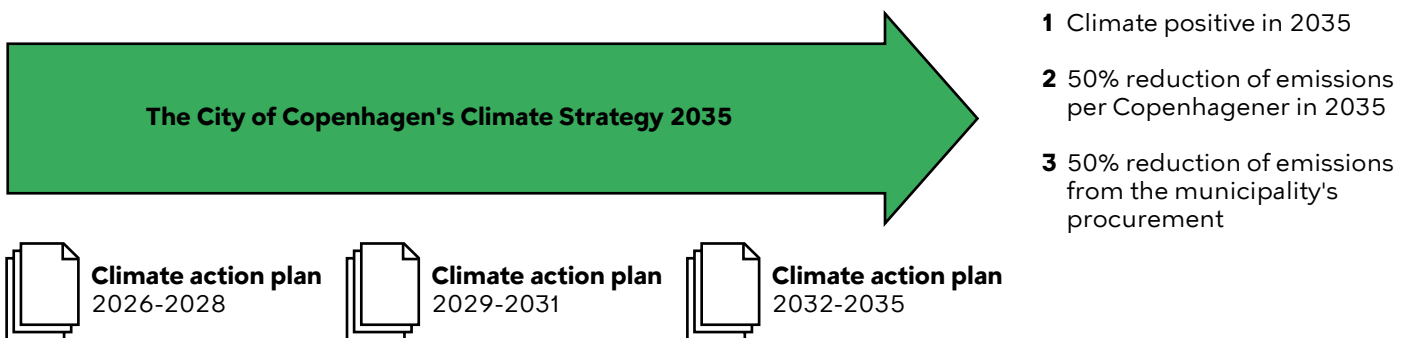 The City of Copenhagen's Climate Strategy 2035
1 Climate positive in 2035
2 50% reduction of emissions
per Copenhagener in 2035
3 50% reduction of emissions
from the municipality's
procurement
Climate action plan
2026-2028
Climate action plan
2029-2031
Climate action plan
2032-2035